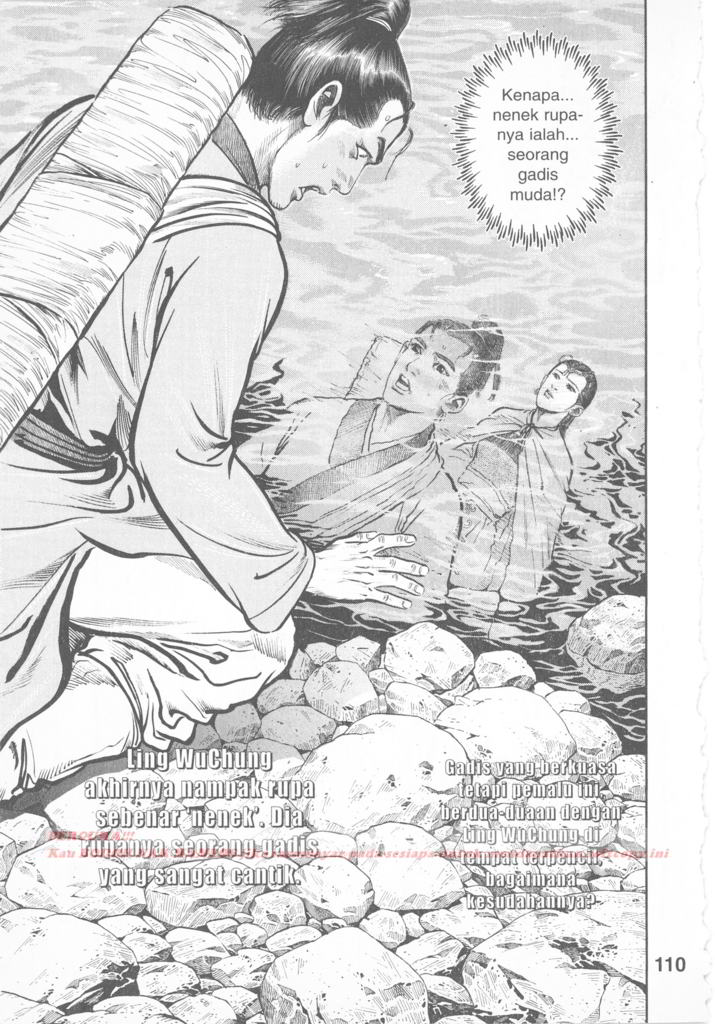 Kenapa...
nenek rupa-
nya ialah...
seorang
gadis
muda!?
Ling WuChung
akhirnya nampak rupa
sebenar 'nenek'. Dia
rupanya seorang gadis
yang sangat cantik.
Gadis yang berkuasa
tetapi pemalu ini,
berdua-duaan dengan
Ling WuChung di
tempat terpencil,
bagaimana
kesudahannya?
110